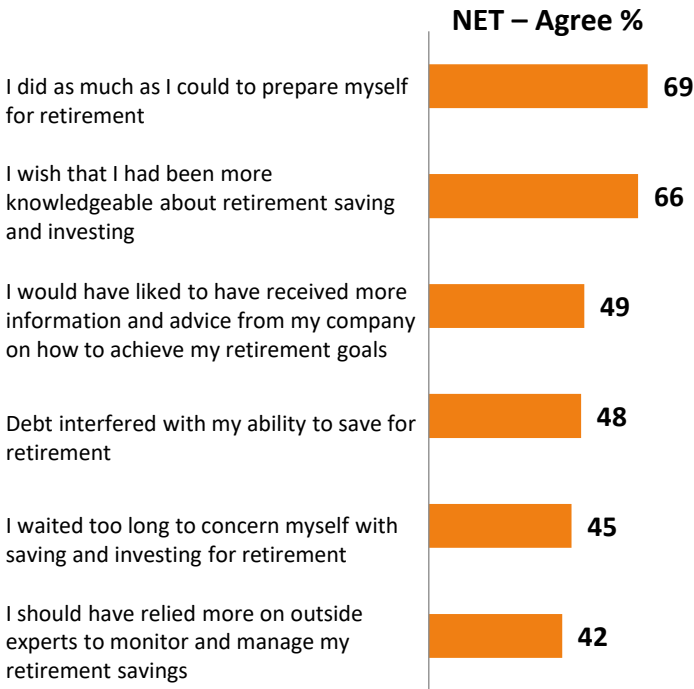 NET – Agree %
I did as much as I could to prepare myself
for retirement
69
I wish that I had been more
knowledgeable about retirement saving
and investing
66
I would have liked to have received more
information and advice from my company
on how to achieve my retirement goals
49
Debt interfered with my ability to save for
retirement
48
I waited too long to concern myself with
saving and investing for retirement
45
I should have relied more on outside
experts to monitor and manage my
retirement savings
42